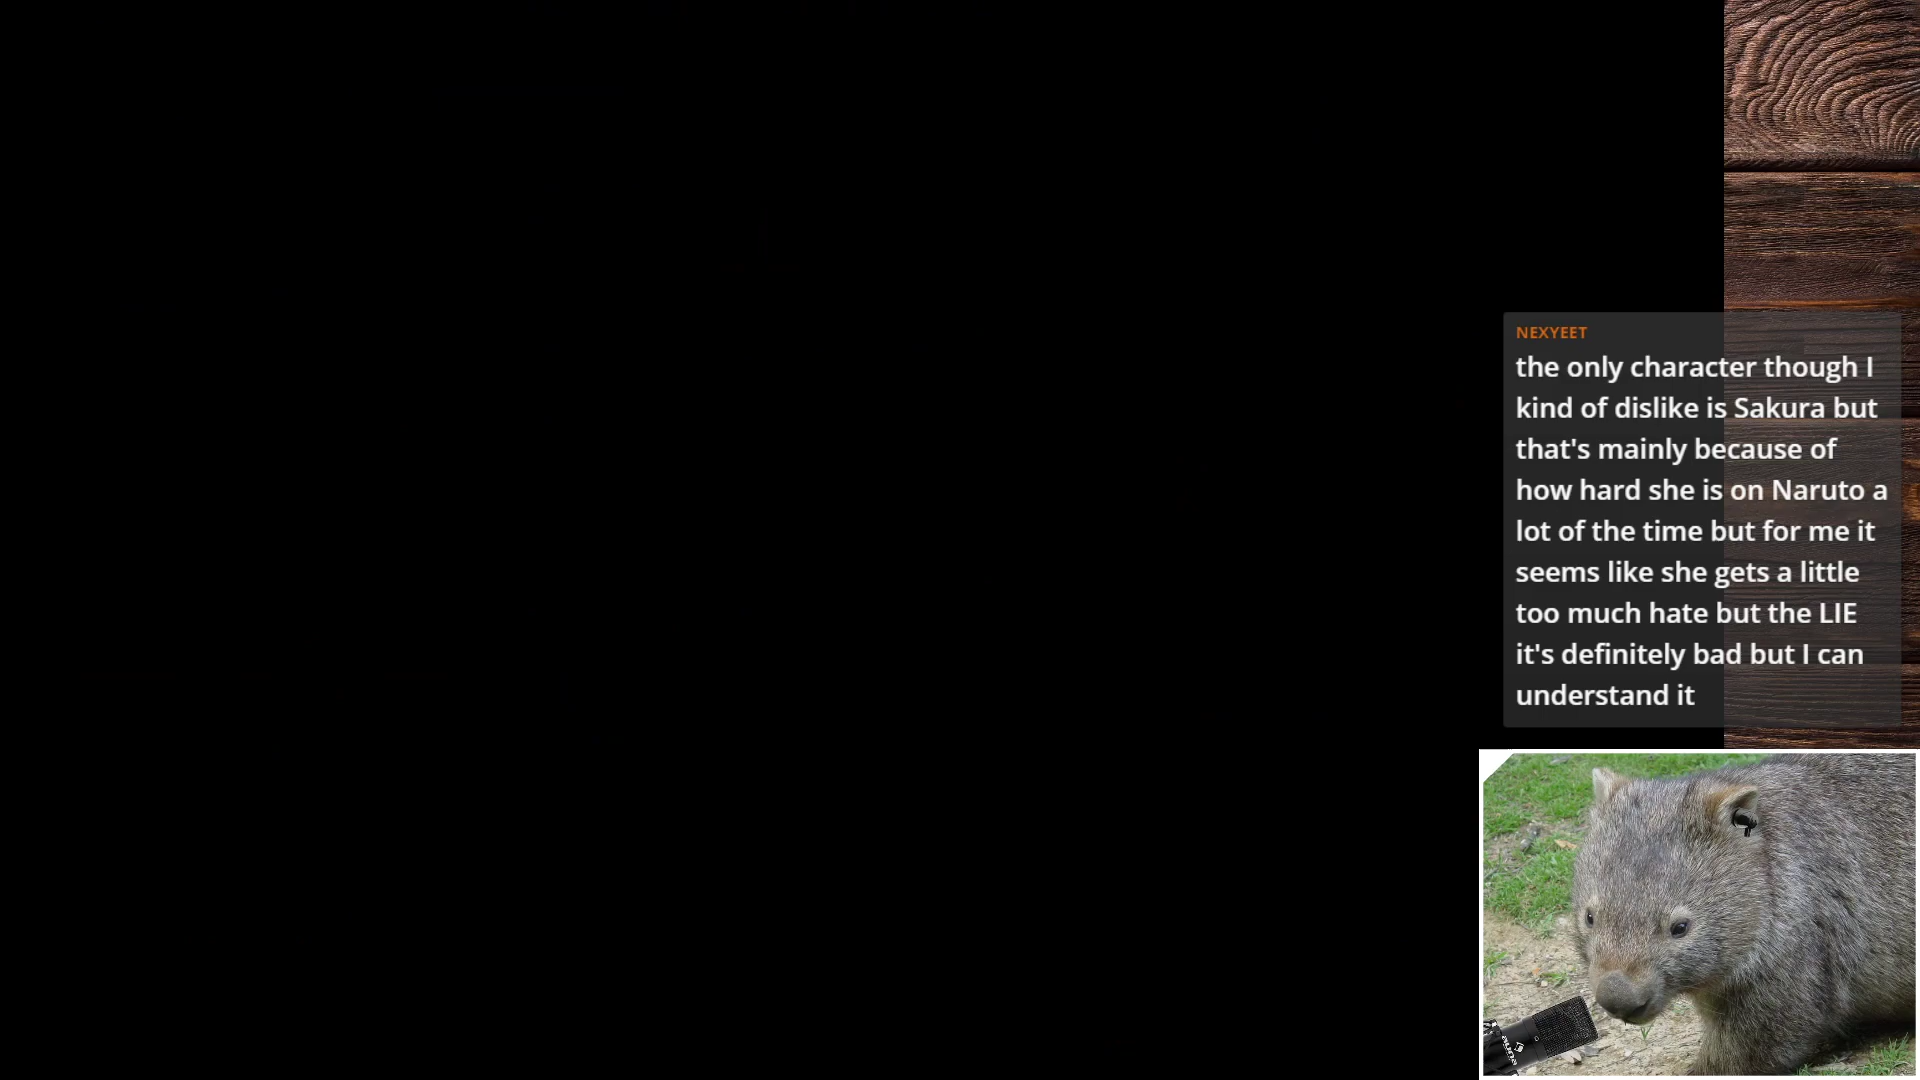 NEXYEET
the only character though I
kind of dislike is Sakura but
that's mainly because of
how hard she is on Naruto a
lot of the time but for me it
seems like she gets a little
too much hate but the LIE
it's definitely bad but I can
understand it